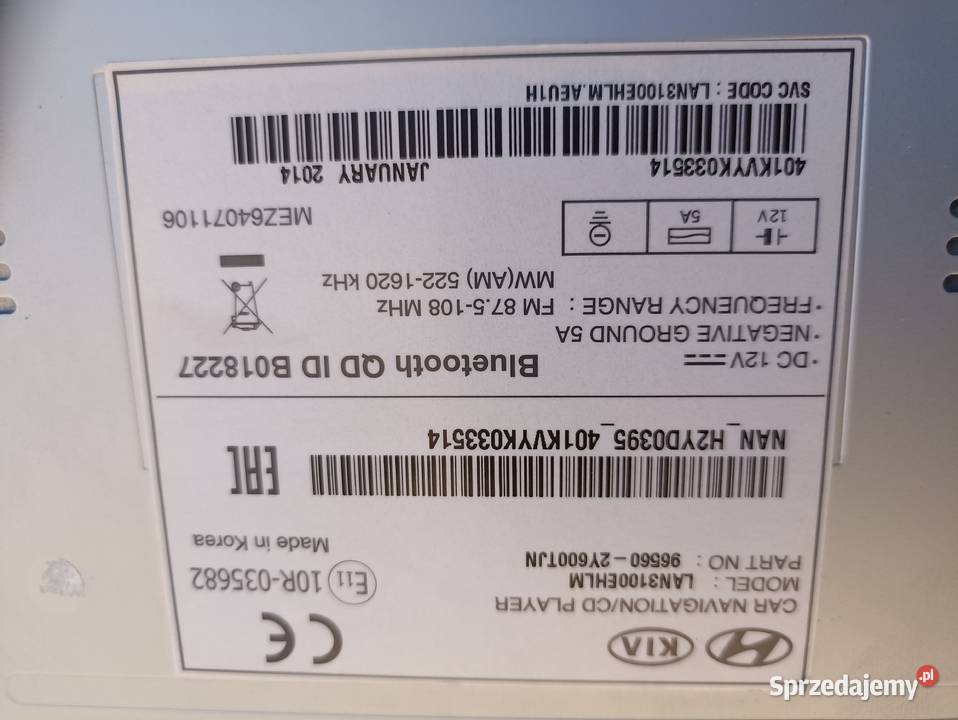 HYUNDAI KIA CE
CAR NAVIGATION/CD PLAYER
MODEL : LAN3100EHLM
PART NO : 96560-2Y600TJN
E11 10R-035682
Made in Korea
EAC
NAN_H2YD0395_401KVYK033514
*DC 12V
Bluetooth QD ID B018227
*NEGATIVE GROUND 5A
*FREQUENCY RANGE : FM 87.5-108 MHz
MW(AM) 522-1620 kHz
12V 5A
MEZ64071106
401KVYK033514 JANUARY 2014
SVC CODE : LAN3100EHLM.AEU1H
Sprzedajemy.pl